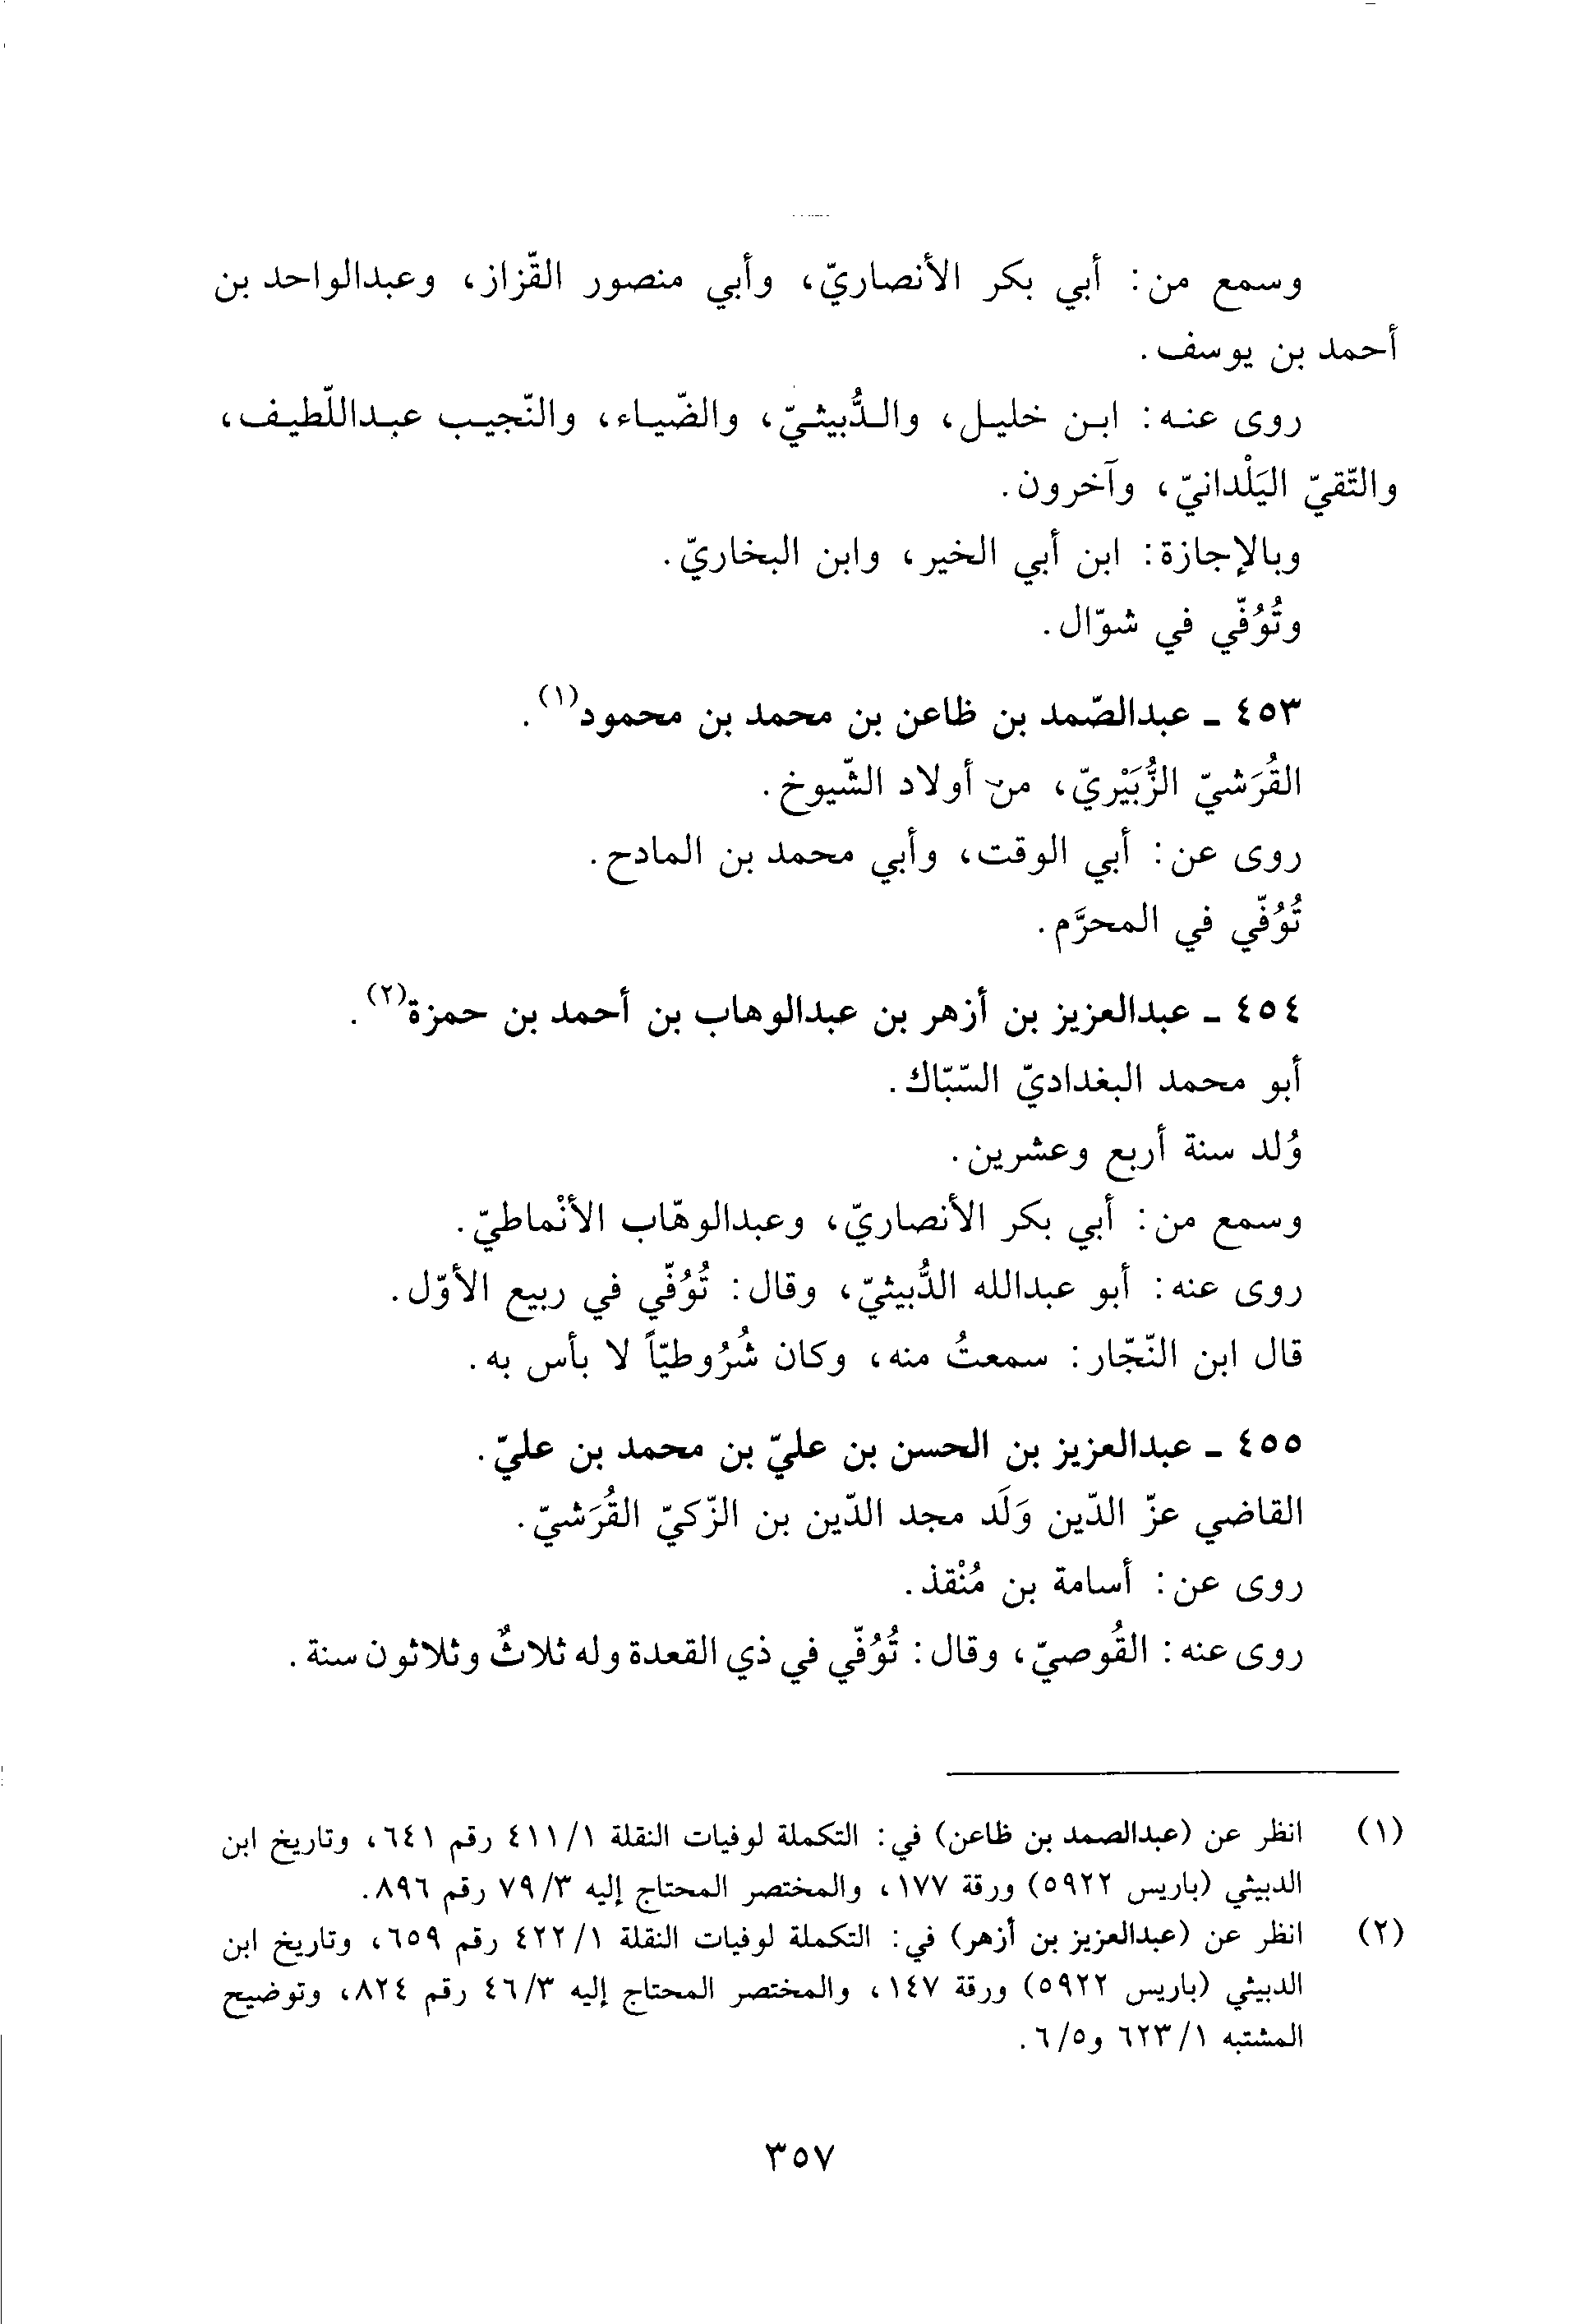 وسمع من: أبي بكر الأنصاريّ، وأبي منصور القّزاز، وعبدالواحد بن
أحمد بن يوسف.
روى عنه: ابن خليل، والدُّبيثيّ، والضّياء، والنّجيب عبداللّطيف،
والتّقيّ اليَلْدانيّ، وآخرون.
وبالإجازة: ابن أبي الخير، وابن البخاريّ.
وتُوُفّي في شوّال.
٤٥٣ ـ عبدالصّمد بن ظاعن بن محمد بن محمود(١).
القُرَشيّ الزُّبَيْريّ، من أولاد الشّيوخ.
روى عن: أبي الوقت، وأبي محمد بن المادح.
تُوُفّي في المحرَّم.
٤٥٤ ـ عبدالعزيز بن أزهر بن عبدالوهاب بن أحمد بن حمزة(٢).
أبو محمد البغداديّ السّبّاك.
وُلد سنة أربع وعشرين.
وسمع من: أبي بكر الأنصاريّ، وعبدالوهّاب الأنْماطيّ.
روى عنه: أبو عبدالله الدُّبيثيّ، وقال: تُوُفّي في ربيع الأوّل.
قال ابن النّجّار: سمعتُ منه، وكان شُرُوطيّاً لا بأس به.
٤٥٥ ـ عبدالعزيز بن الحسن بن عليّ بن محمد بن عليّ.
القاضي عزّ الدّين وَلَد مجد الدّين بن الزّكيّ القُرَشيّ.
روى عن: أسامة بن مُنْقذ.
روى عنه: القُوصيّ، وقال: تُوُفّي في ذي القعدة وله ثلاثٌ وثلاثون سنة.
(١) انظر عن (عبدالصمد بن ظاعن) في: التكملة لوفيات النقلة ٤١١/١ رقم ٦٤١، وتاريخ ابن
الدبيثي (باريس ٥٩٢٢) ورقة ١٧٧، والمختصر المحتاج إليه ٧٩/٣ رقم ٨٩٦.
(٢) انظر عن (عبدالعزيز بن أزهر) في: التكملة لوفيات النقلة ٤٢٢/١ رقم ٦٥٩، وتاريخ ابن
الدبيثي (باريس ٥٩٢٢) ورقة ١٤٧، والمختصر المحتاج إليه ٤٦/٣ رقم ٨٢٤، وتوضيح
المشتبه ٦٢٣/١ و٦/٥.
٣٥٧